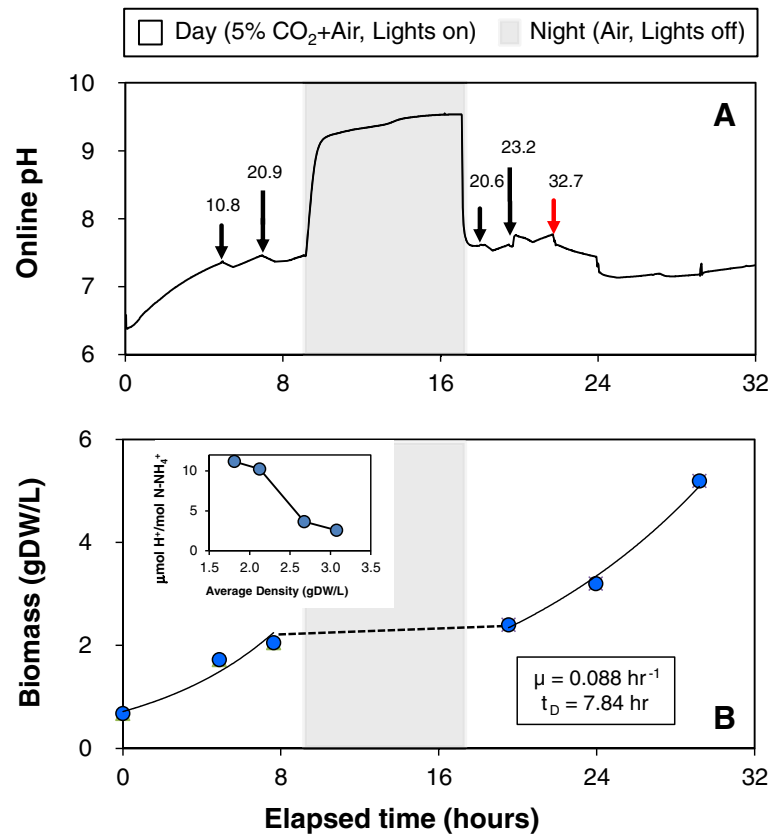 Day (5% CO₂+Air, Lights on) Night (Air, Lights off)
A
Online pH
10
9
8
7
6
10.8
20.9
20.6
23.2
32.7
0 8 16 24 32
B
Biomass (gDW/L)
6
4
2
0
µmol H⁺/mol N-NH₄⁺
10
5
0
1.5 2.0 2.5 3.0 3.5
Average Density (gDW/L)
µ = 0.088 hr⁻¹
t_D = 7.84 hr
0 8 16 24 32
Elapsed time (hours)